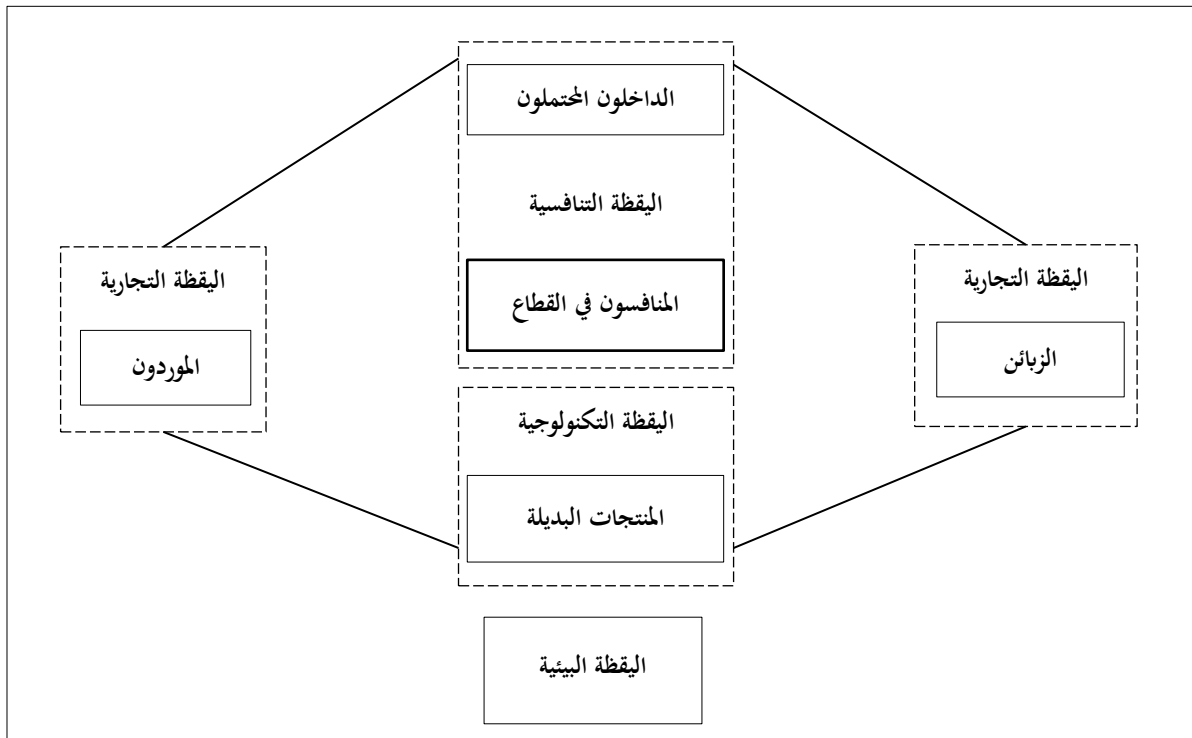 الداخلون المحتملون
اليقظة التنافسية
المنافسون في القطاع
اليقظة التجارية
الزبائن
اليقظة التجارية
الموردون
اليقظة التكنولوجية
المنتجات البديلة
اليقظة البيئية